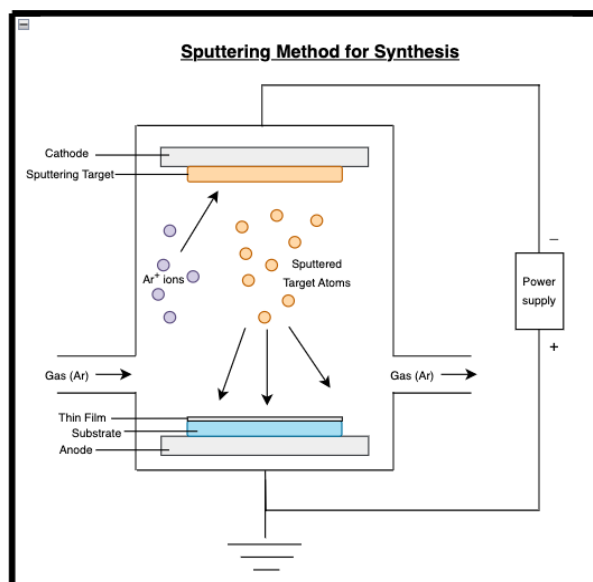 Sputtering Method for Synthesis
Cathode
Sputtering Target
Ar⁺ ions
Sputtered
Target Atoms
−
Power
supply
+
Gas (Ar)
Gas (Ar)
Thin Film
Substrate
Anode